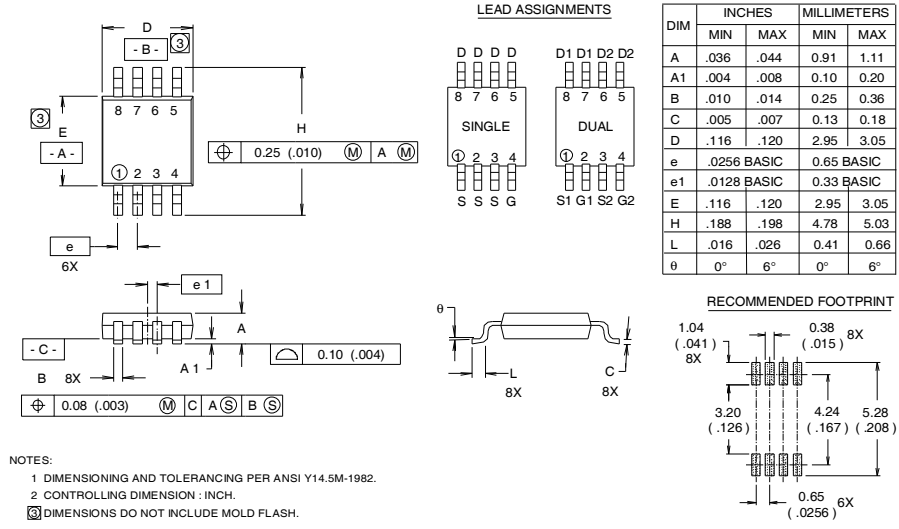 D
- B -
3
8 7 6 5
3
E
- A -
H
0.25 (.010) M A M
1 2 3 4
e
6X
e 1
A
- C -
A 1
0.10 (.004)
B 8X
0.08 (.003) M C A S B S
LEAD ASSIGNMENTS
D D D D
8 7 6 5
SINGLE
1 2 3 4
S S S G
D1 D1 D2 D2
8 7 6 5
DUAL
1 2 3 4
S1 G1 S2 G2
θ
L
8X
C
8X
DIM INCHES MILLIMETERS
MIN MAX MIN MAX
A .036 .044 0.91 1.11
A1 .004 .008 0.10 0.20
B .010 .014 0.25 0.36
C .005 .007 0.13 0.18
D .116 .120 2.95 3.05
e .0256 BASIC 0.65 BASIC
e1 .0128 BASIC 0.33 BASIC
E .116 .120 2.95 3.05
H .188 .198 4.78 5.03
L .016 .026 0.41 0.66
θ 0° 6° 0° 6°
RECOMMENDED FOOTPRINT
1.04
( .041 )
8X
0.38
( .015 ) 8X
3.20
( .126 )
4.24
( .167 )
5.28
( .208 )
0.65
( .0256 ) 6X
NOTES:
1 DIMENSIONING AND TOLERANCING PER ANSI Y14.5M-1982.
2 CONTROLLING DIMENSION : INCH.
3 DIMENSIONS DO NOT INCLUDE MOLD FLASH.